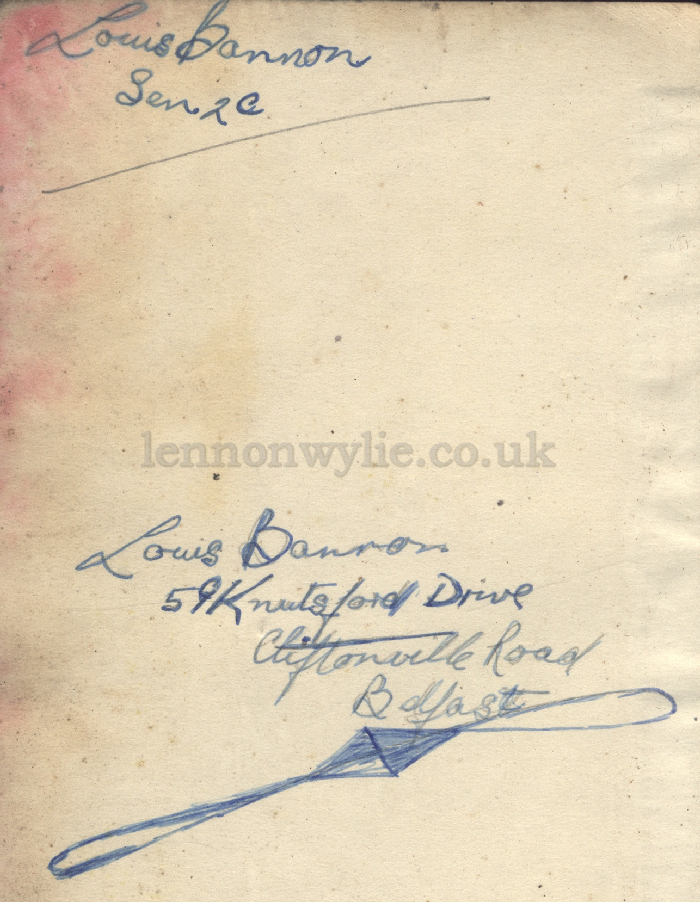 Louis Bannon
Sen 2C
lennonwylie.co.uk
Louis Bannon
59 Knutsford Drive
Cliftonville Road
Belfast